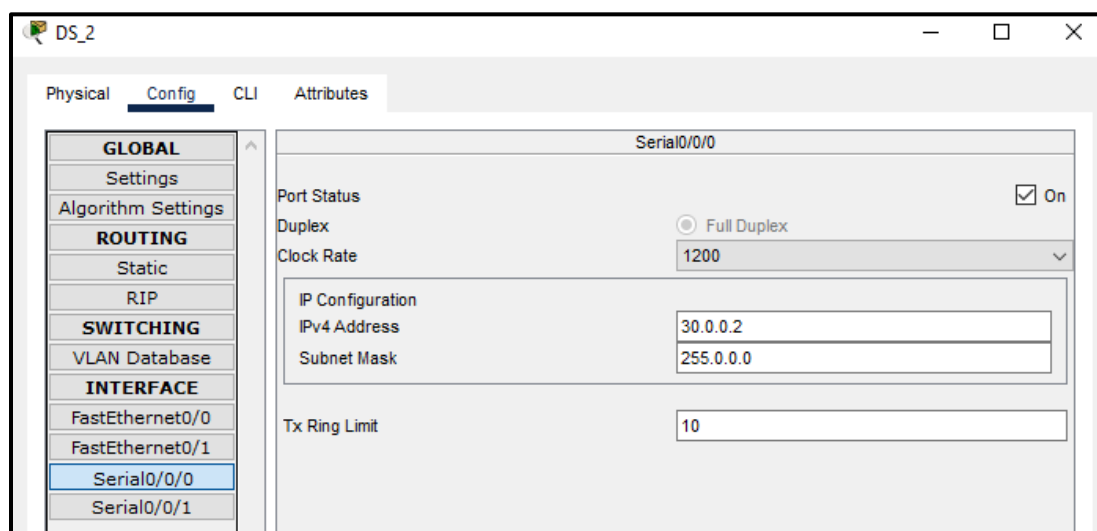 DS_2
Physical Config CLI Attributes
GLOBAL
Settings
Algorithm Settings
ROUTING
Static
RIP
SWITCHING
VLAN Database
INTERFACE
FastEthernet0/0
FastEthernet0/1
Serial0/0/0
Serial0/0/1
Serial0/0/0
Port Status On
Duplex Full Duplex
Clock Rate 1200
IP Configuration
IPv4 Address 30.0.0.2
Subnet Mask 255.0.0.0
Tx Ring Limit 10